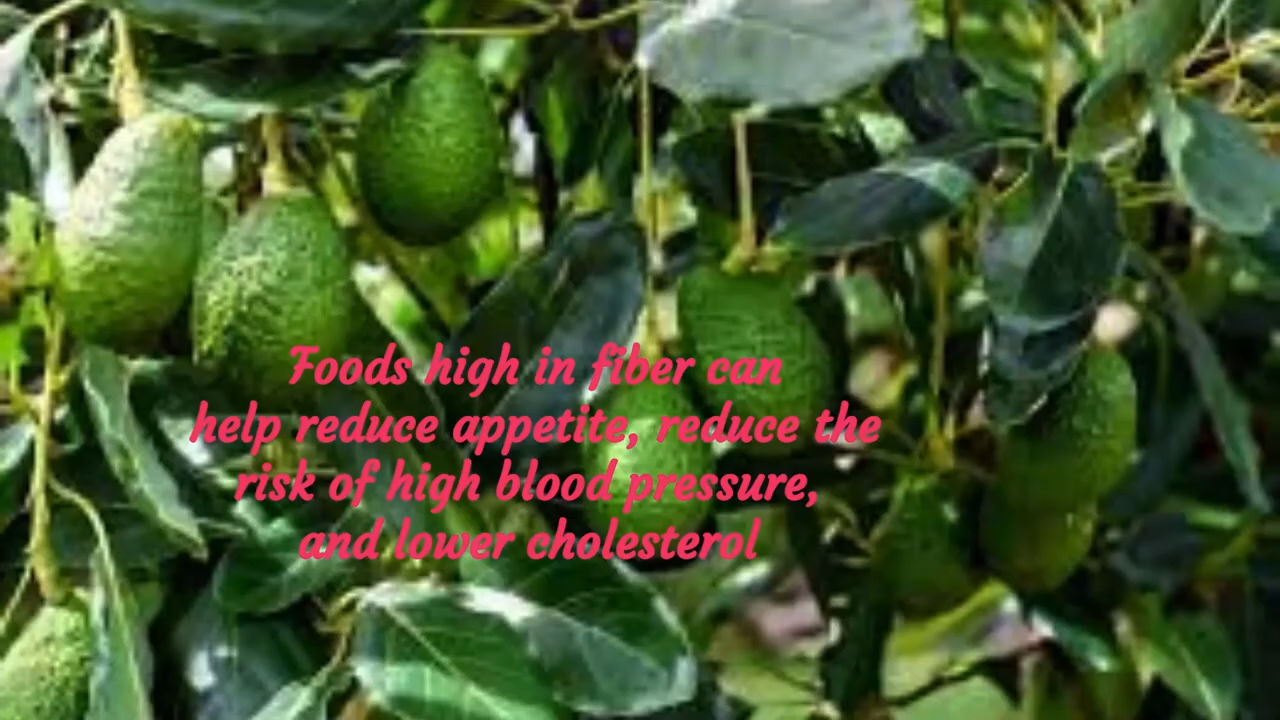 Foods high in fiber can
help reduce appetite, reduce the
risk of high blood pressure,
and lower cholesterol